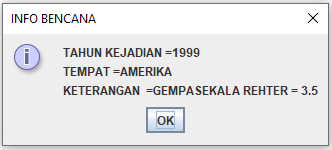 INFO BENCANA
TAHUN KEJADIAN =1999
TEMPAT =AMERIKA
KETERANGAN =GEMPASEKALA REHTER = 3.5
OK